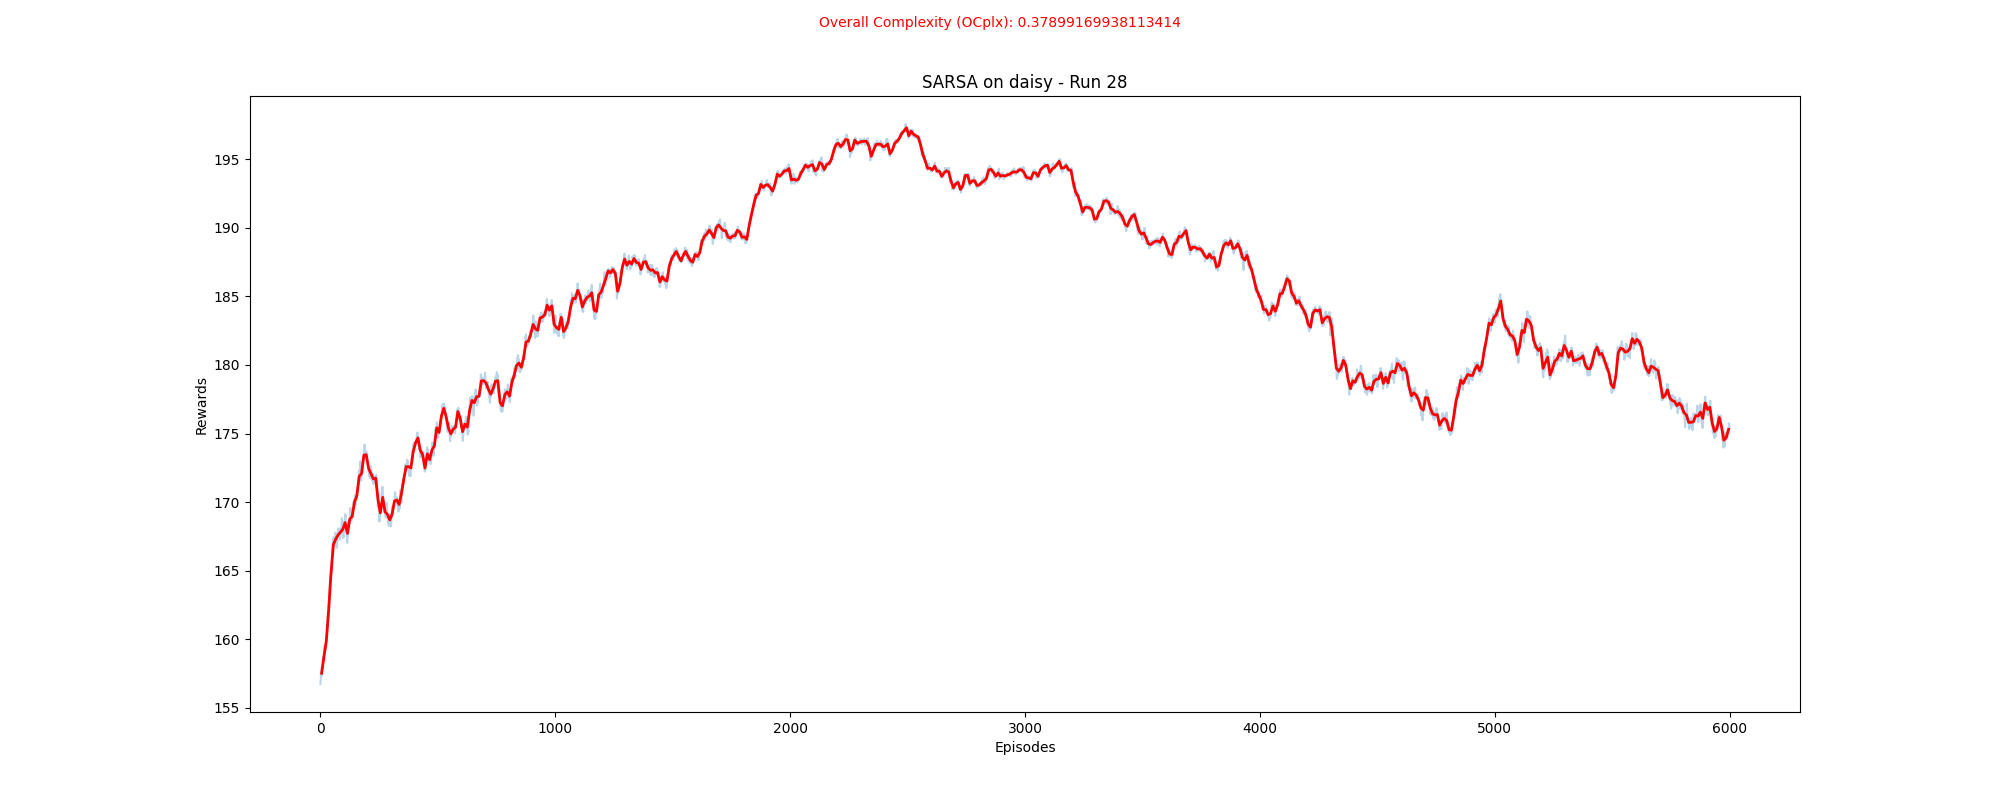 Overall Complexity (OCplx): 0.37899169938113414
SARSA on daisy - Run 28
195
190
185
180
175
170
165
160
155
Rewards
0 1000 2000 3000 4000 5000 6000
Episodes